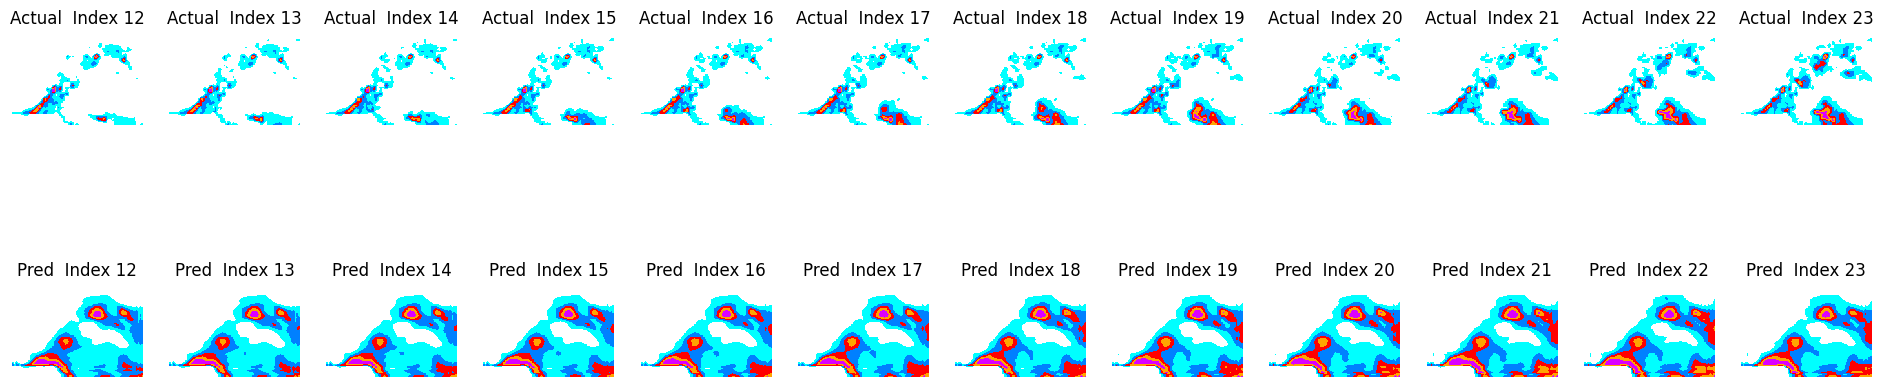 Actual  Index 12 Actual  Index 13 Actual  Index 14 Actual  Index 15 Actual  Index 16 Actual  Index 17 Actual  Index 18 Actual  Index 19 Actual  Index 20 Actual  Index 21 Actual  Index 22 Actual  Index 23
Pred  Index 12 Pred  Index 13 Pred  Index 14 Pred  Index 15 Pred  Index 16 Pred  Index 17 Pred  Index 18 Pred  Index 19 Pred  Index 20 Pred  Index 21 Pred  Index 22 Pred  Index 23